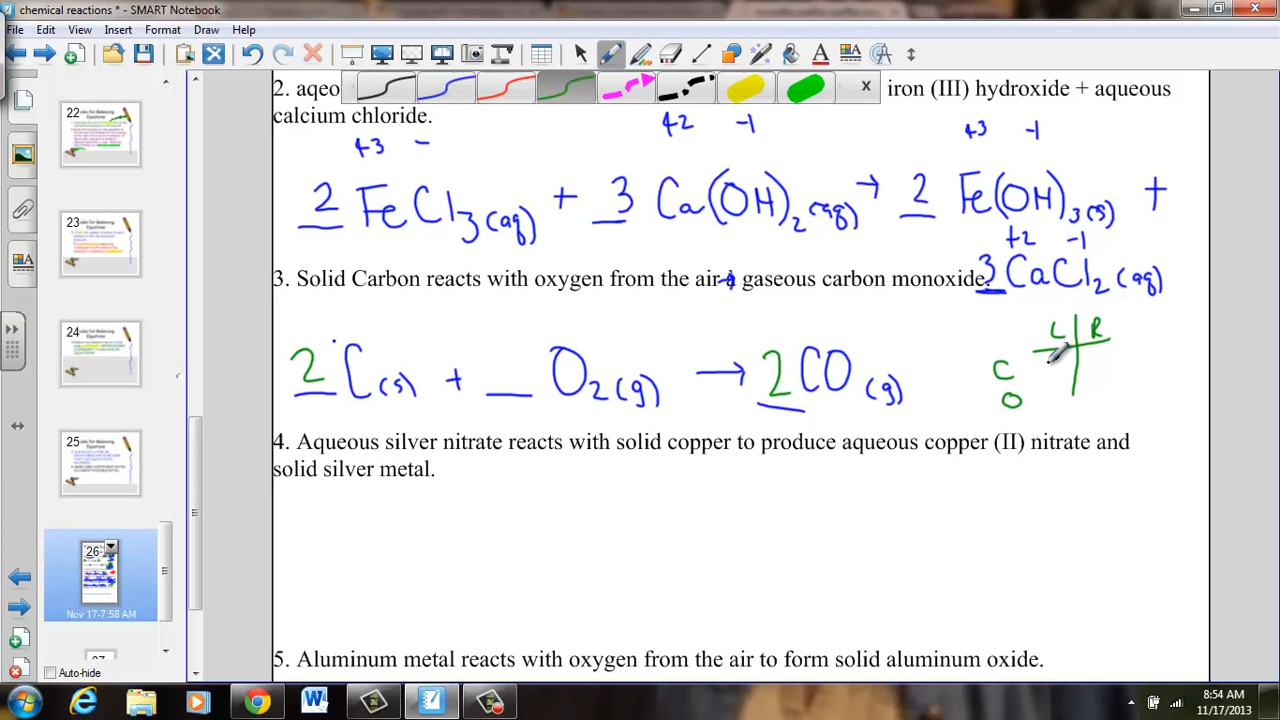 chemical reactions * - SMART Notebook
File Edit View Insert Format Tools Add-ons Draw Help
2. aqeo iron (III) hydroxide + aqueous
calcium chloride.
+2 -1 +3 -1
+3 -
2 FeCl3(aq) + 3 Ca(OH)2(aq) → 2 Fe(OH)3(s) +
+2 -1
3. Solid Carbon reacts with oxygen from the air → gaseous carbon monoxide.
3 CaCl2(aq)
L R
2 C(s) + __ O2(g) → 2 CO(g)
C
O
4. Aqueous silver nitrate reacts with solid copper to produce aqueous copper (II) nitrate and
solid silver metal.
5. Aluminum metal reacts with oxygen from the air to form solid aluminum oxide.
22
23
24
25
26
Nov 17-7:58 AM
Auto-hide
8:54 AM
11/17/2013